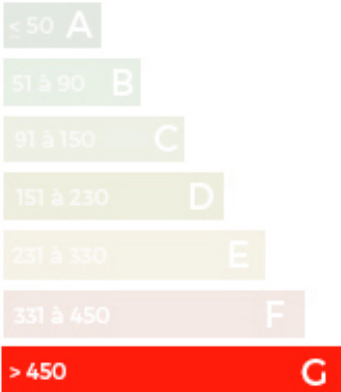 ≤ 50 A
51 à 90 B
91 à 150 C
151 à 230 D
231 à 330 E
331 à 450 F
> 450 G